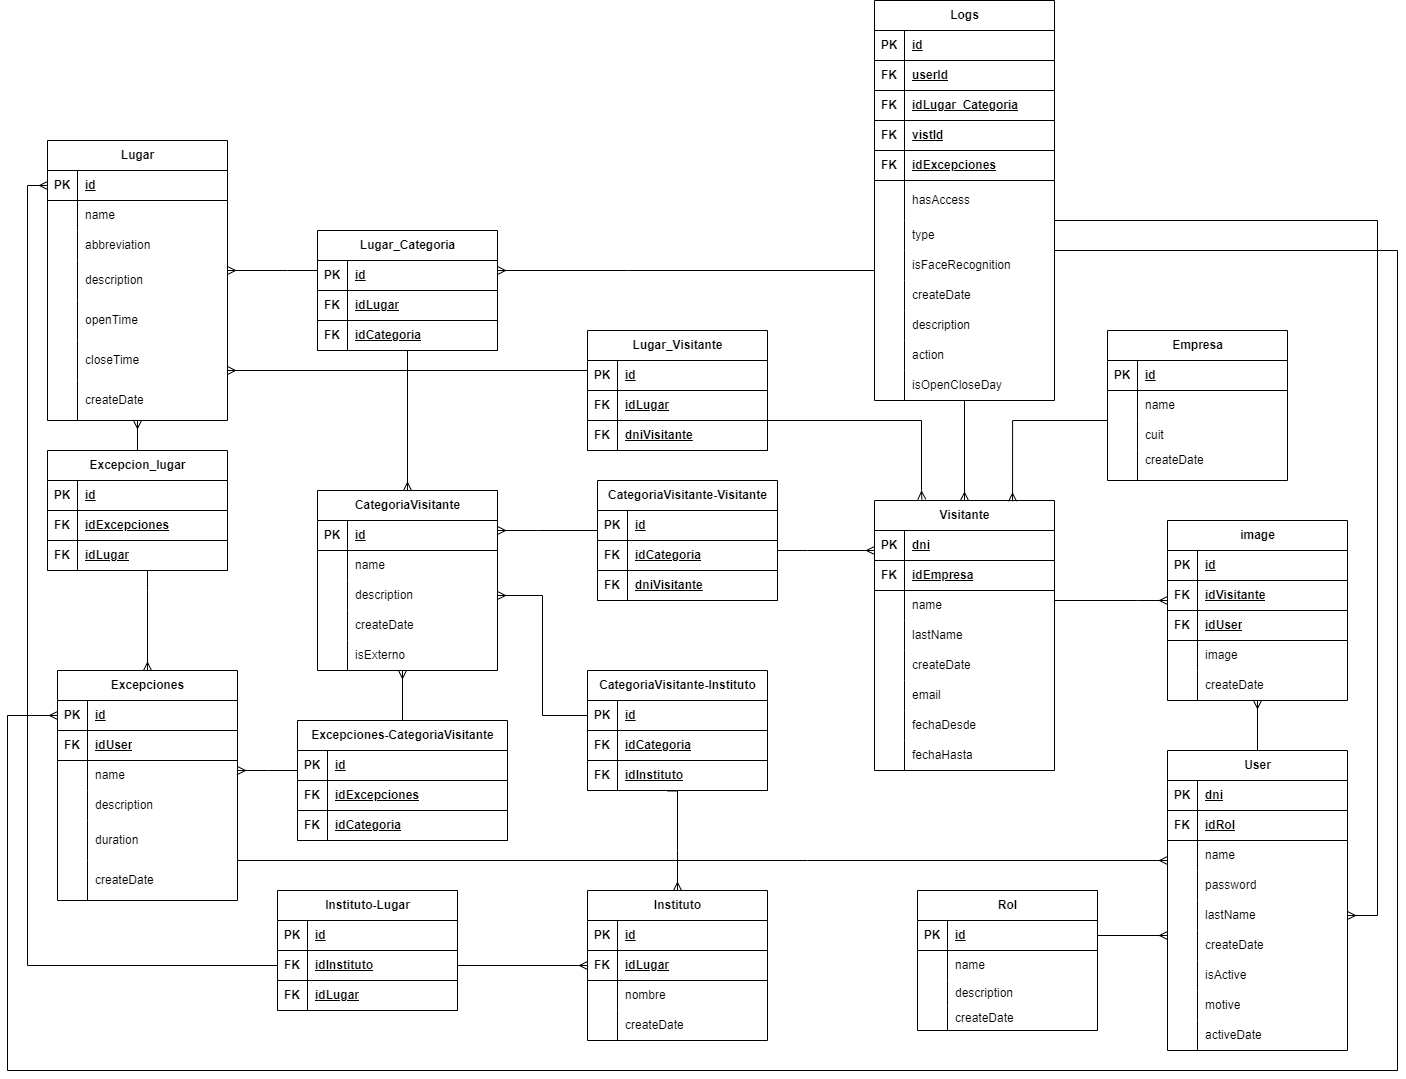 Logs
PK id
FK userId
FK idLugar_Categoria
FK vistId
FK idExcepciones
hasAccess
type
isFaceRecognition
createDate
description
action
isOpenCloseDay
Lugar
PK id
name
abbreviation
description
openTime
closeTime
createDate
Lugar_Categoria
PK id
FK idLugar
FK idCategoria
Lugar_Visitante
PK id
FK idLugar
FK dniVisitante
Empresa
PK id
name
cuit
createDate
Excepcion_lugar
PK id
FK idExcepciones
FK idLugar
CategoriaVisitante
PK id
name
description
createDate
isExterno
CategoriaVisitante-Visitante
PK id
FK idCategoria
FK dniVisitante
Visitante
PK dni
FK idEmpresa
name
lastName
createDate
email
fechaDesde
fechaHasta
image
PK id
FK idVisitante
FK idUser
image
createDate
Excepciones
PK id
FK idUser
name
description
duration
createDate
Excepciones-CategoriaVisitante
PK id
FK idExcepciones
FK idCategoria
CategoriaVisitante-Instituto
PK id
FK idCategoria
FK idInstituto
User
PK dni
FK idRol
name
password
lastName
createDate
isActive
motive
activeDate
Instituto-Lugar
PK id
FK idInstituto
FK idLugar
Instituto
PK id
FK idLugar
nombre
createDate
Rol
PK id
name
description
createDate